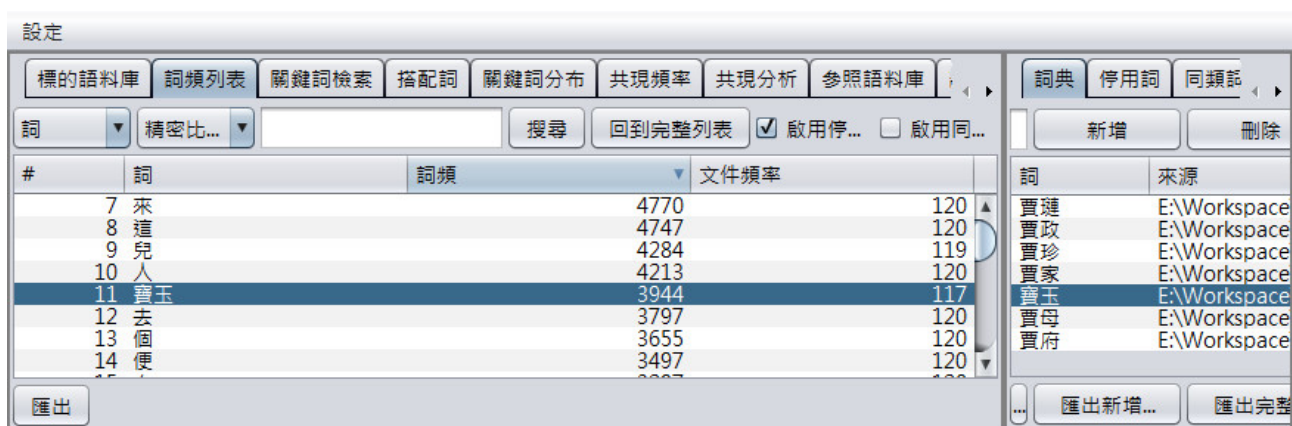 設定
標的語料庫 詞頻列表 關鍵詞檢索 搭配詞 關鍵詞分布 共現頻率 共現分析 參照語料庫 詞典 停用詞 同類詞
詞 精密比... 搜尋 回到完整列表 啟用停... 啟用同... 新增 刪除
# 詞 詞頻 文件頻率 詞 來源
7 來 4770 120 賈璉 E:\Workspace
8 這 4747 120 賈政 E:\Workspace
9 兒 4284 119 賈珍 E:\Workspace
10 人 4213 120 賈家 E:\Workspace
11 寶玉 3944 117 寶玉 E:\Workspace
12 去 3797 120 賈母 E:\Workspace
13 個 3655 120 賈府 E:\Workspace
14 便 3497 120
匯出 ... 匯出新增... 匯出完整